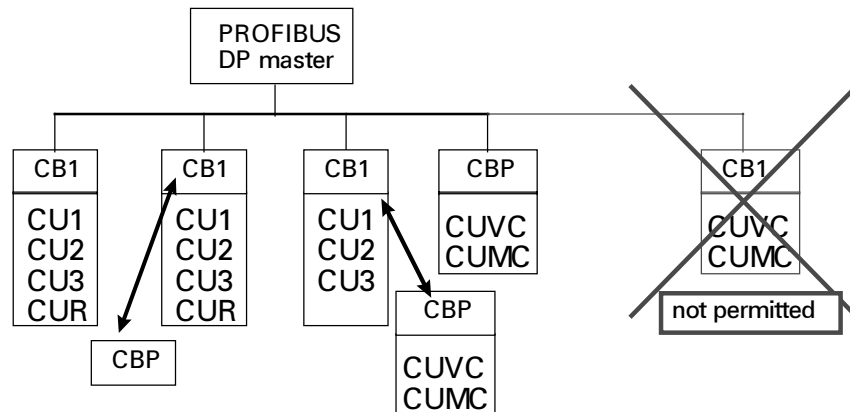 PROFIBUS
DP master
CB1
CU1
CU2
CU3
CUR
CB1
CU1
CU2
CU3
CUR
CBP
CB1
CU1
CU2
CU3
CBP
CUVC
CUMC
CBP
CUVC
CUMC
CB1
CUVC
CUMC
not permitted